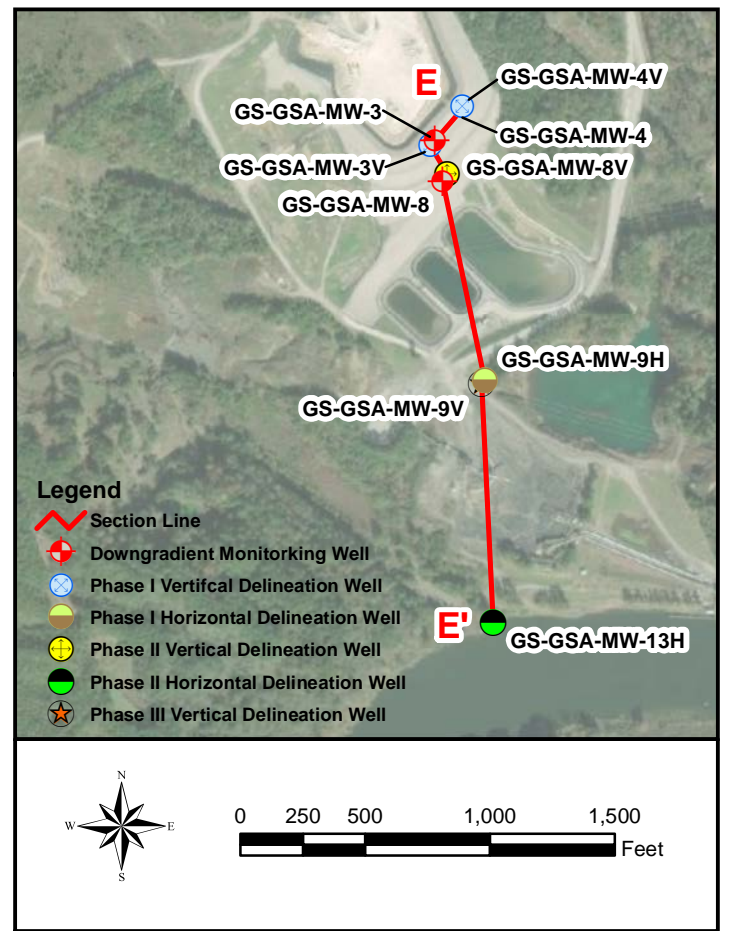 E
GS-GSA-MW-4V
GS-GSA-MW-3
GS-GSA-MW-4
GS-GSA-MW-3V
GS-GSA-MW-8V
GS-GSA-MW-8
GS-GSA-MW-9H
GS-GSA-MW-9V
Legend
Section Line
Downgradient Monitorking Well
Phase I Vertifcal Delineation Well
Phase I Horizontal Delineation Well
Phase II Vertical Delineation Well
Phase II Horizontal Delineation Well
Phase III Vertical Delineation Well
E'
GS-GSA-MW-13H
N
W
E
S
0 250 500 1,000 1,500
Feet